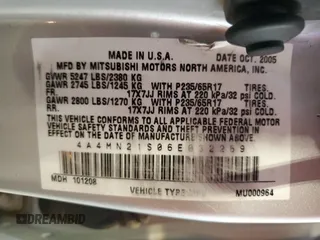 MADE IN U.S.A. DATE OCT. 2005
MFD BY MITSUBISHI MOTORS NORTH AMERICA, INC.
GVWR 5247 LBS/2380 KG
GAWR 2745 LBS/1245 KG WITH P235/65R17 TIRES.
FR. 17X7JJ RIMS AT 220 kPA/32 psi COLD.
GAWR 2800 LBS/1270 KG WITH P235/65R17 TIRES.
RR. 17X7JJ RIMS AT 220 kPA/32 psi COLD.
THIS VEHICLE CONFORMS TO ALL APPLICABLE FEDERAL MOTOR
VEHICLE SAFETY STANDARDS IN EFFECT ON THE DATE
OF MANUFACTURE SHOWN ABOVE.
4A4MN21S06E
MDH 101208 VEHICLE TYPE MU000964
DREAMBID